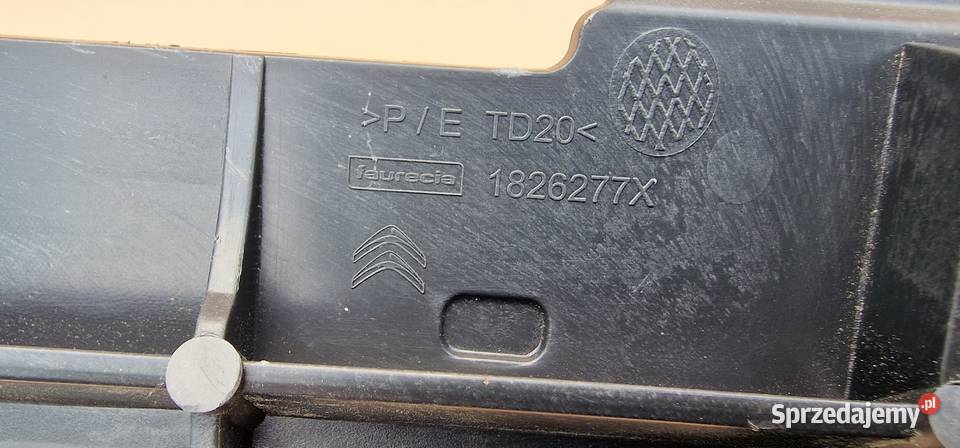 >P / E TD20<
faurecia 1826277X
Sprzedajemy.pl